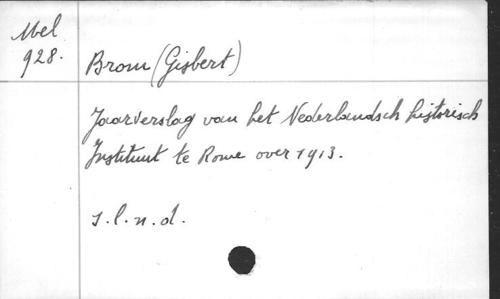 Mel
928.
Brom (Gisbert)
Jaarverslag van het Nederlandsch historisch
Instituut te Rome over 1913.
s.l.n.d.